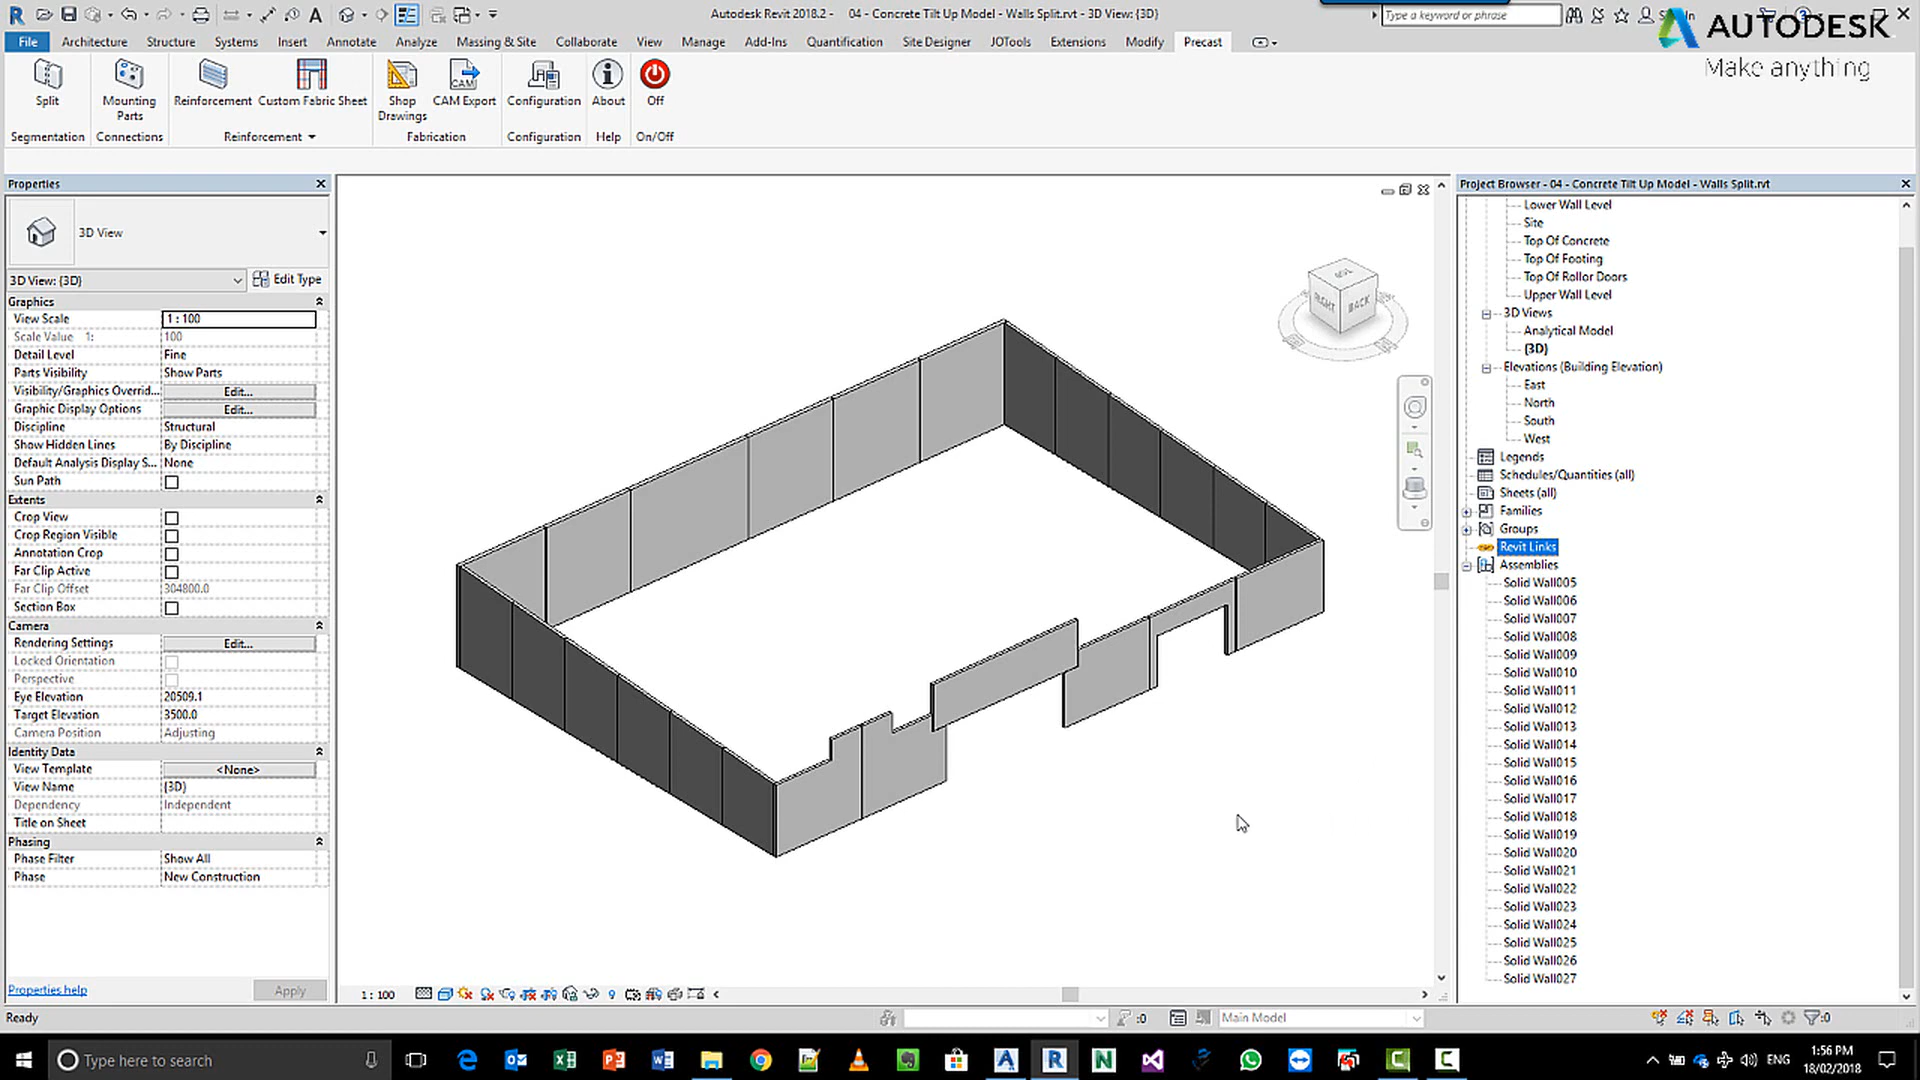 Autodesk Revit 2018.2 -    04 - Concrete Tilt Up Model - Walls Split.rvt - 3D View: {3D}
Type a keyword or phrase
AUTODESK
Make anything
File Architecture Structure Systems Insert Annotate Analyze Massing & Site Collaborate View Manage Add-Ins Quantification Site Designer JOTools Extensions Modify Precast
Split
Mounting Parts
Reinforcement
Custom Fabric Sheet
Shop Drawings
CAM
CAM Export
Configuration
About
Off
Segmentation Connections Reinforcement Fabrication Configuration Help On/Off
Properties
3D View
3D View: {3D}
Edit Type
Graphics
View Scale 1 : 100
Scale Value 1: 100
Detail Level Fine
Parts Visibility Show Parts
Visibility/Graphics Overrid... Edit...
Graphic Display Options Edit...
Discipline Structural
Show Hidden Lines By Discipline
Default Analysis Display S... None
Sun Path
Extents
Crop View
Crop Region Visible
Annotation Crop
Far Clip Active
Far Clip Offset 304800.0
Section Box
Camera
Rendering Settings Edit...
Locked Orientation
Perspective
Eye Elevation 20509.1
Target Elevation 3500.0
Camera Position Adjusting
Identity Data
View Template <None>
View Name {3D}
Dependency Independent
Title on Sheet
Phasing
Phase Filter Show All
Phase New Construction
Properties help
Apply
RIGHT
BACK
1 : 100
Project Browser - 04 - Concrete Tilt Up Model - Walls Split.rvt
Lower Wall Level
Site
Top Of Concrete
Top Of Footing
Top Of Rollor Doors
Upper Wall Level
3D Views
Analytical Model
{3D}
Elevations (Building Elevation)
East
North
South
West
Legends
Schedules/Quantities (all)
Sheets (all)
Families
Groups
Revit Links
Assemblies
Solid Wall005
Solid Wall006
Solid Wall007
Solid Wall008
Solid Wall009
Solid Wall010
Solid Wall011
Solid Wall012
Solid Wall013
Solid Wall014
Solid Wall015
Solid Wall016
Solid Wall017
Solid Wall018
Solid Wall019
Solid Wall020
Solid Wall021
Solid Wall022
Solid Wall023
Solid Wall024
Solid Wall025
Solid Wall026
Solid Wall027
Ready
:0
Main Model
:0
Type here to search
ENG
1:56 PM
18/02/2018